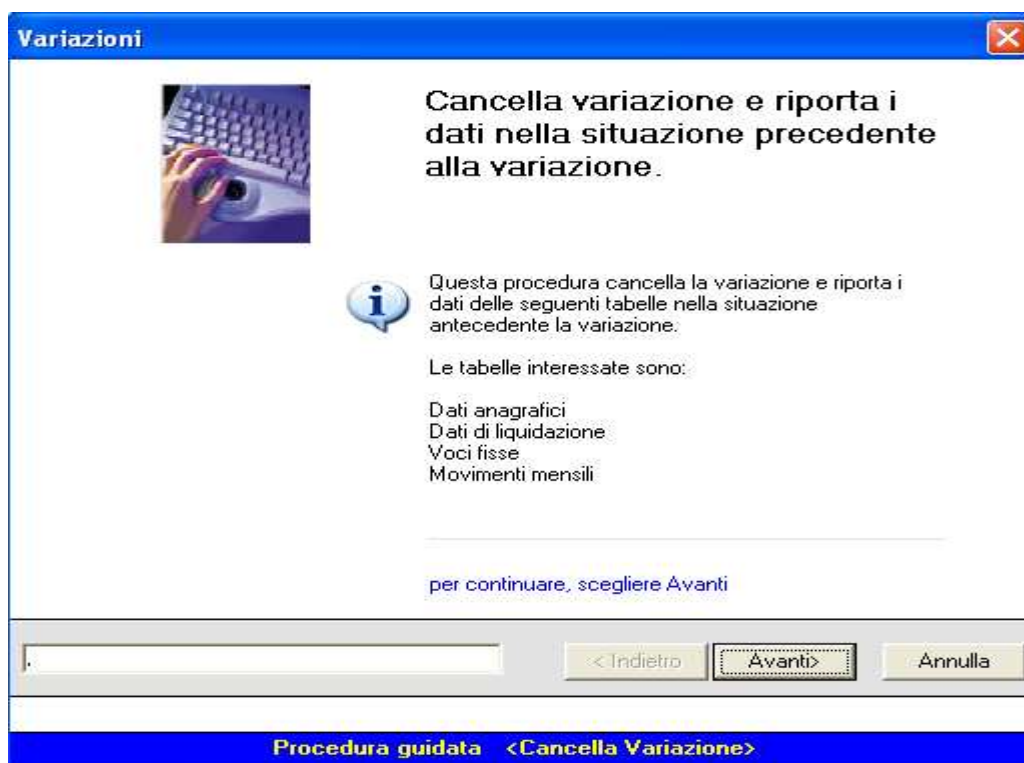 Variazioni
Cancella variazione e riporta i
dati nella situazione precedente
alla variazione.
Questa procedura cancella la variazione e riporta i
dati delle seguenti tabelle nella situazione
antecedente la variazione.
Le tabelle interessate sono:
Dati anagrafici
Dati di liquidazione
Voci fisse
Movimenti mensili
per continuare, scegliere Avanti
.
< Indietro Avanti> Annulla
Procedura guidata <Cancella Variazione>